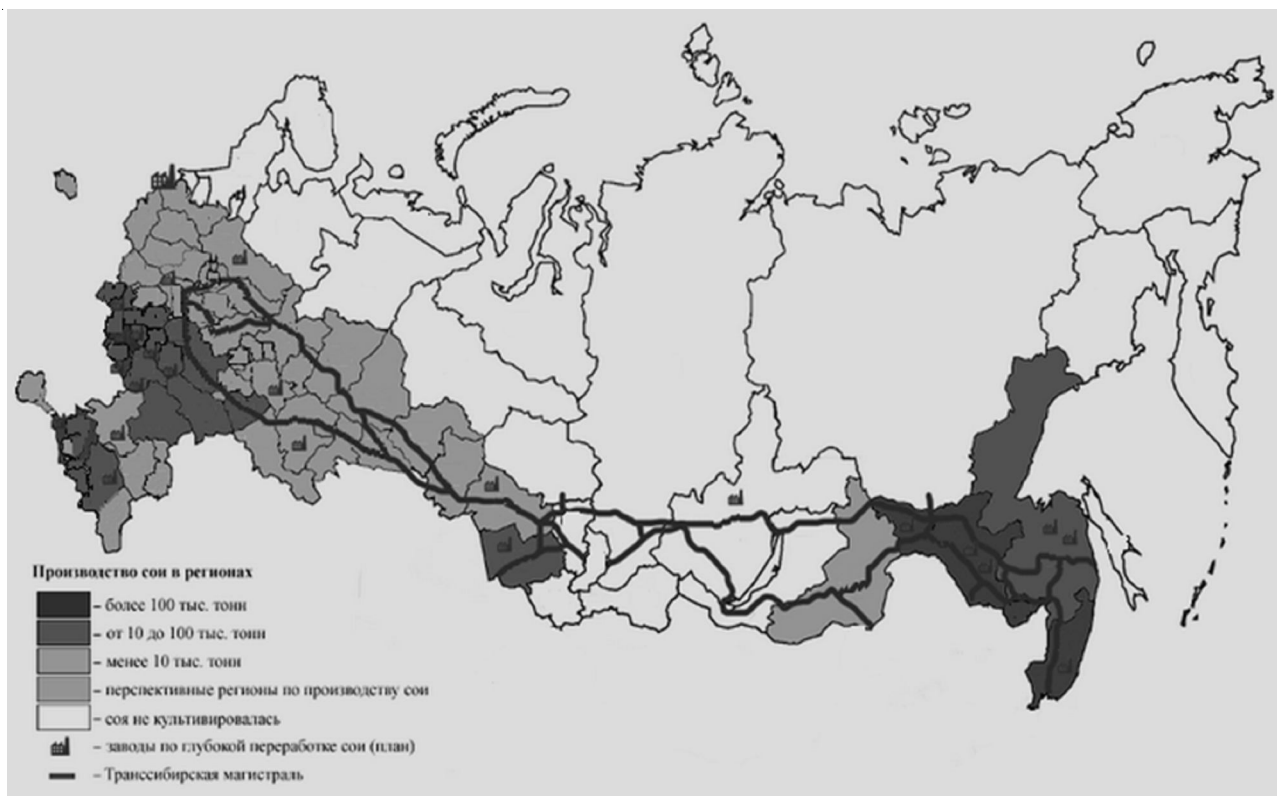 Производство сои в регионах
– более 100 тыс. тонн
– от 10 до 100 тыс. тонн
– менее 10 тыс. тонн
– перспективные регионы по производству сои
– соя не культивировалась
– заводы по глубокой переработке сои (план)
– Транссибирская магистраль